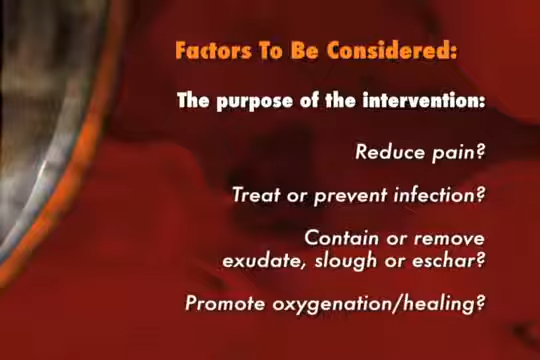 Factors To Be Considered:
The purpose of the intervention:
Reduce pain?
Treat or prevent infection?
Contain or remove
exudate, slough or eschar?
Promote oxygenation/healing?